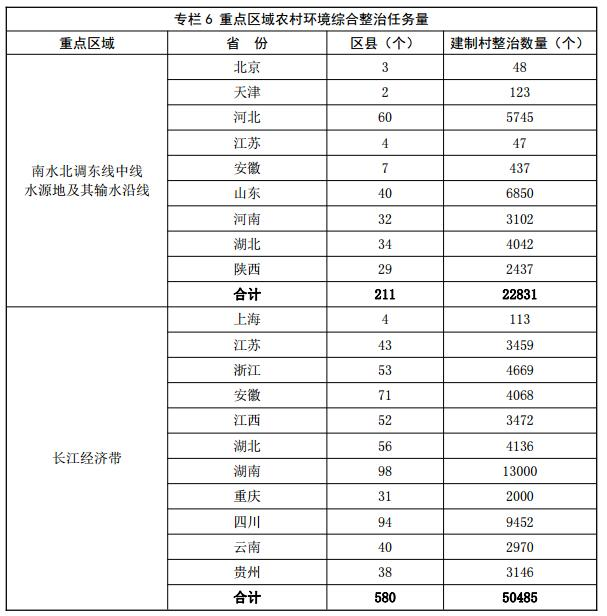 专栏 6 重点区域农村环境综合整治任务量
重点区域 省 份 区县（个） 建制村整治数量（个）
南水北调东线中线
水源地及其输水沿线
北京 3 48
天津 2 123
河北 60 5745
江苏 4 47
安徽 7 437
山东 40 6850
河南 32 3102
湖北 34 4042
陕西 29 2437
合计 211 22831
长江经济带
上海 4 113
江苏 43 3459
浙江 53 4669
安徽 71 4068
江西 52 3472
湖北 56 4136
湖南 98 13000
重庆 31 2000
四川 94 9452
云南 40 2970
贵州 38 3146
合计 580 50485